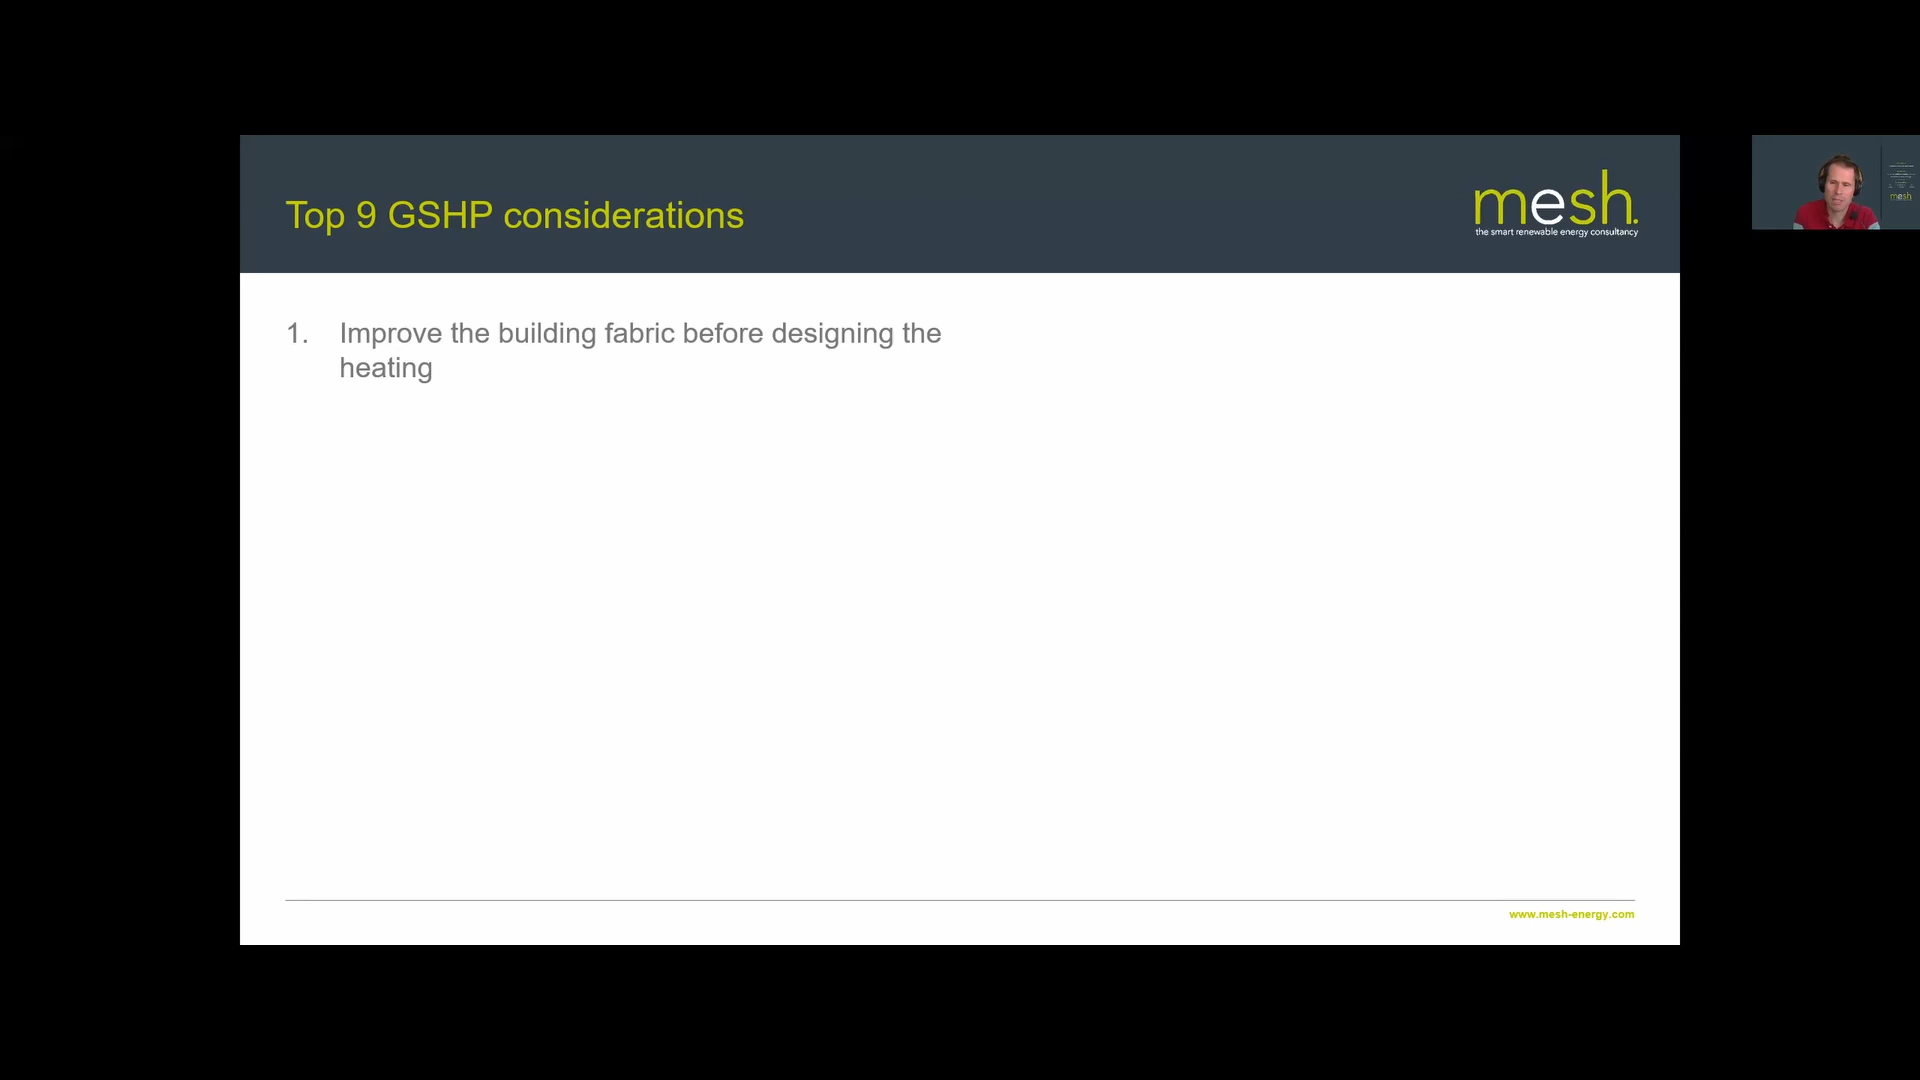 Top 9 GSHP considerations
mesh.
the smart renewable energy consultancy
mesh
1. Improve the building fabric before designing the
heating
www.mesh-energy.com